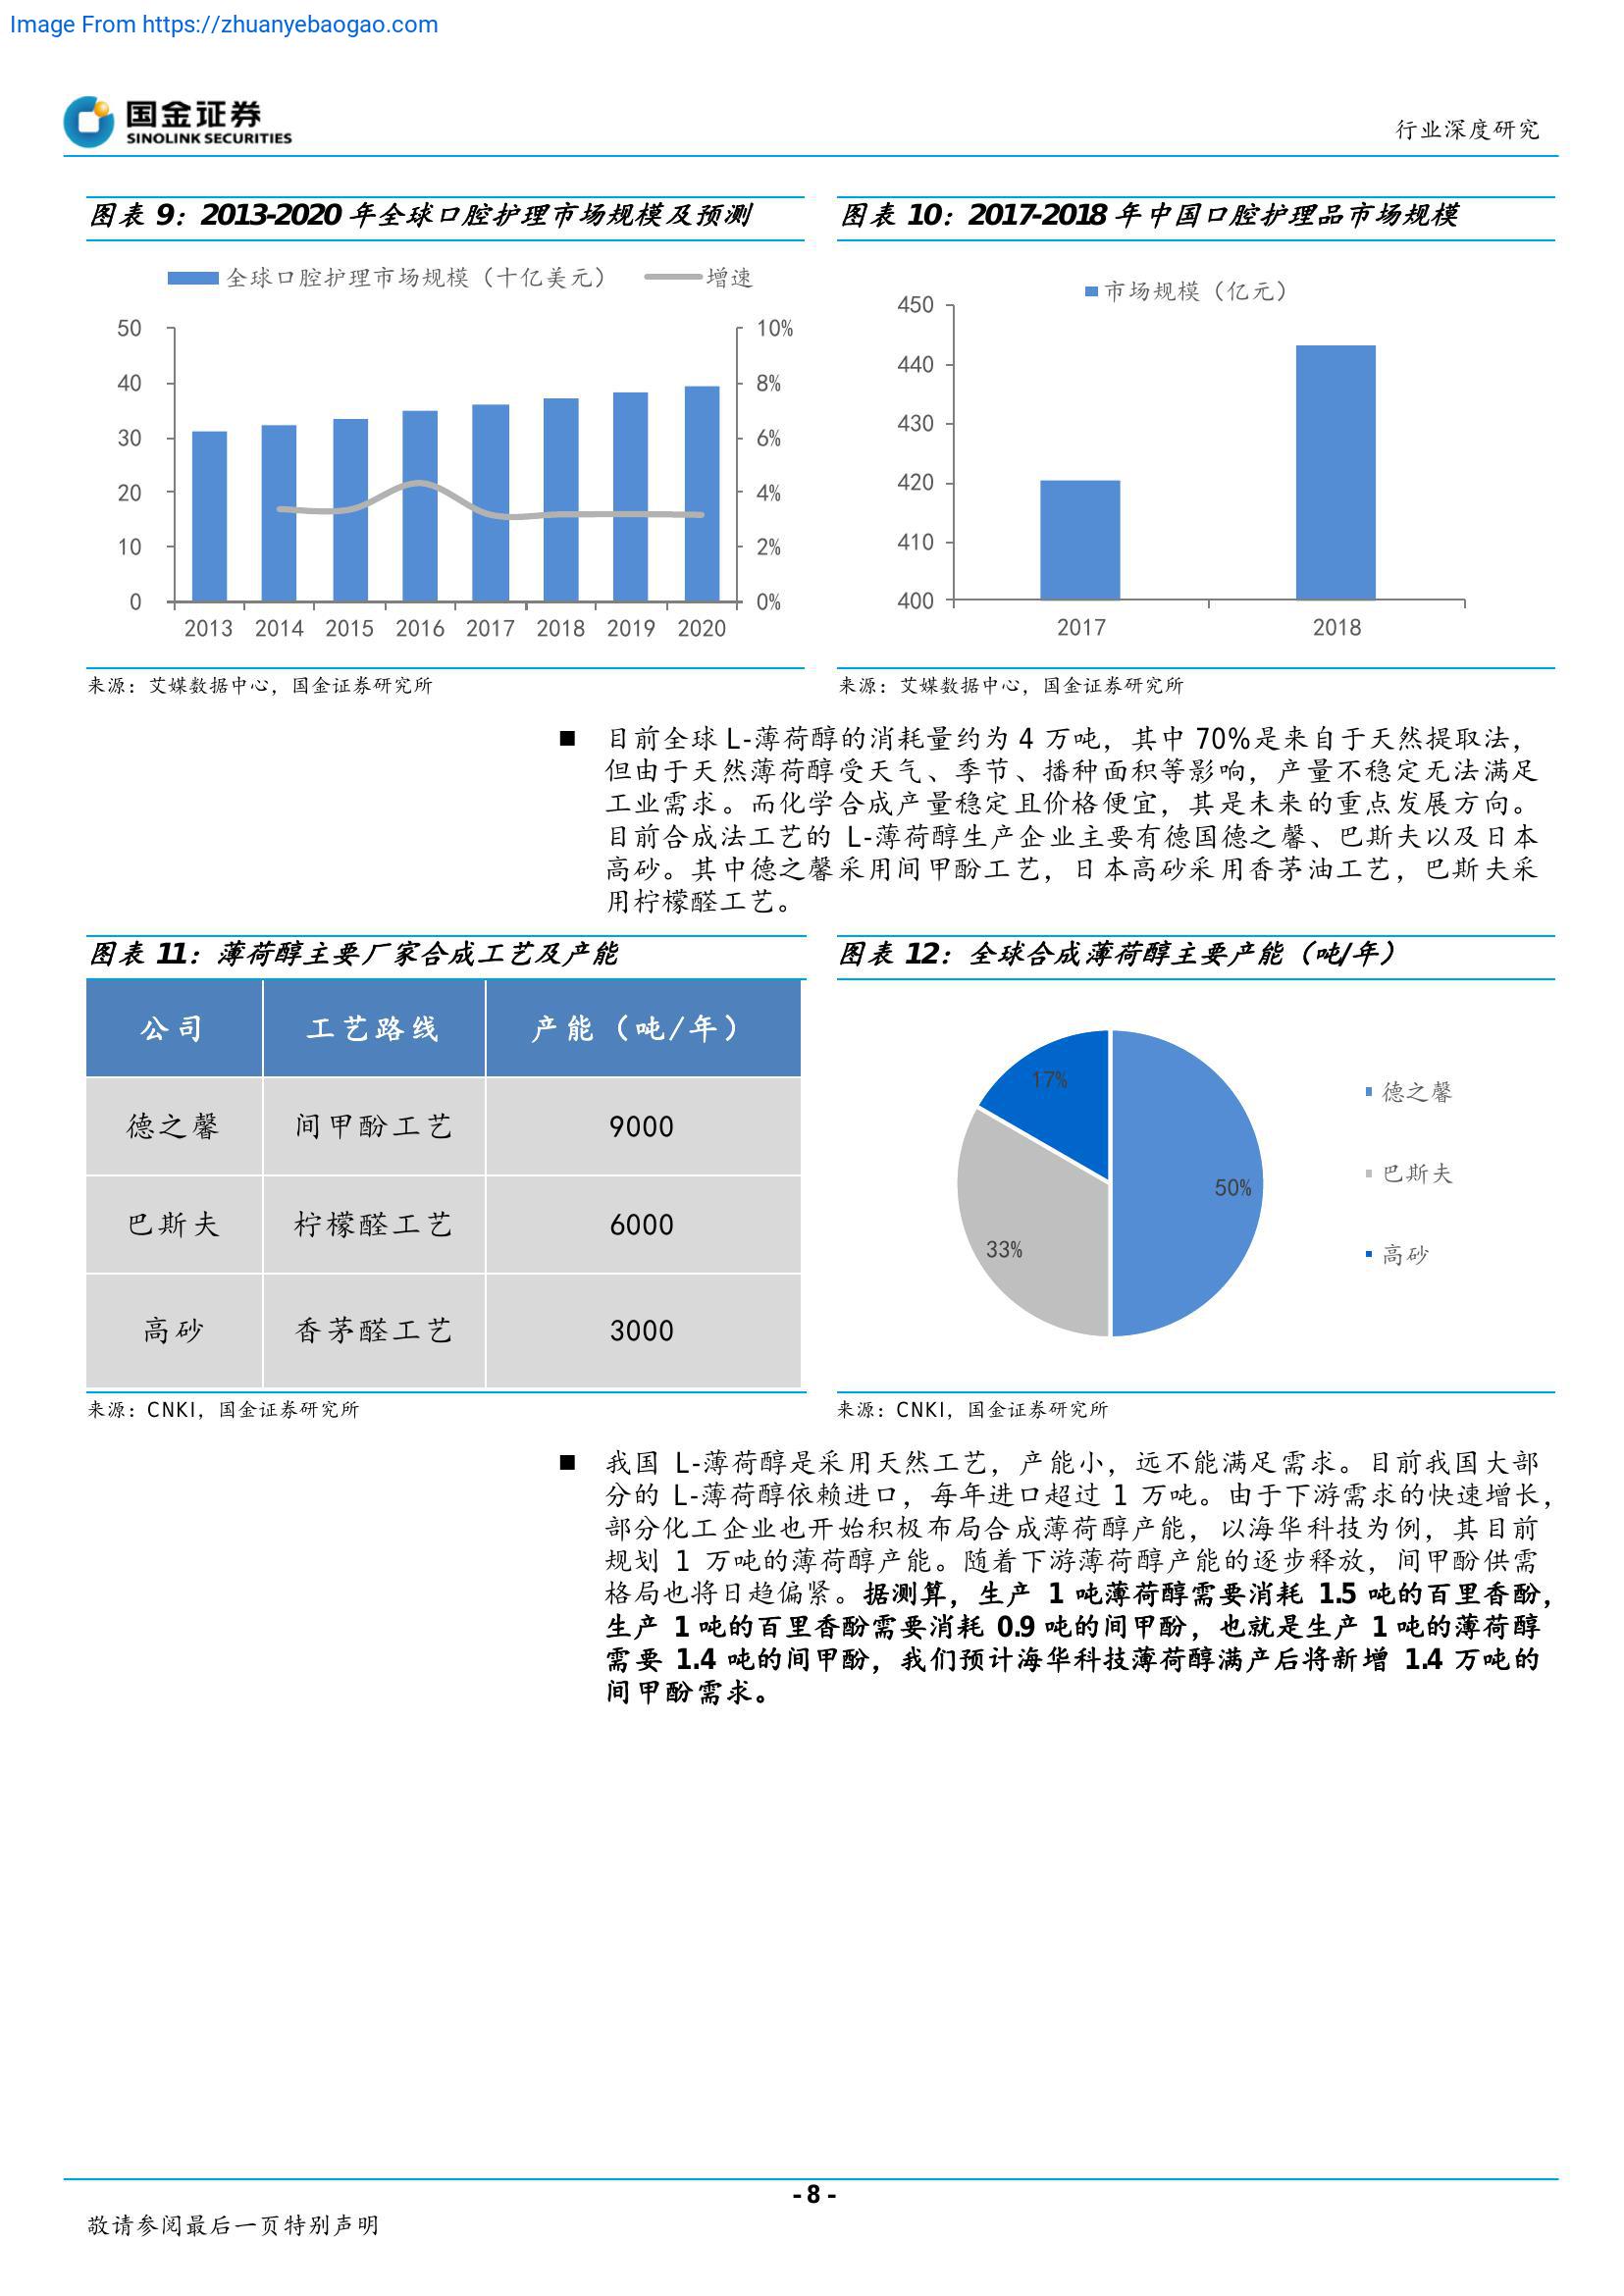 Image From https://zhuanyebaogao.com
国金证券
SINOLINK SECURITIES
行业深度研究
图表 9：2013-2020 年全球口腔护理市场规模及预测
全球口腔护理市场规模（十亿美元）
增速
50
40
30
20
10
0
10%
8%
6%
4%
2%
0%
2013 2014 2015 2016 2017 2018 2019 2020
来源：艾媒数据中心，国金证券研究所
图表 10：2017-2018 年中国口腔护理品市场规模
市场规模（亿元）
450
440
430
420
410
400
2017
2018
来源：艾媒数据中心，国金证券研究所
■ 目前全球 L-薄荷醇的消耗量约为 4 万吨，其中 70%是来自于天然提取法，
但由于天然薄荷醇受天气、季节、播种面积等影响，产量不稳定无法满足
工业需求。而化学合成产量稳定且价格便宜，其是未来的重点发展方向。
目前合成法工艺的 L-薄荷醇生产企业主要有德国德之馨、巴斯夫以及日本
高砂。其中德之馨采用间甲酚工艺，日本高砂采用香茅油工艺，巴斯夫采
用柠檬醛工艺。
图表 11：薄荷醇主要厂家合成工艺及产能
公司 工艺路线 产能（吨/年）
德之馨 间甲酚工艺 9000
巴斯夫 柠檬醛工艺 6000
高砂 香茅醛工艺 3000
来源：CNKI，国金证券研究所
图表 12：全球合成薄荷醇主要产能（吨/年）
17%
50%
33%
德之馨
巴斯夫
高砂
来源：CNKI，国金证券研究所
■ 我国 L-薄荷醇是采用天然工艺，产能小，远不能满足需求。目前我国大部
分的 L-薄荷醇依赖进口，每年进口超过 1 万吨。由于下游需求的快速增长，
部分化工企业也开始积极布局合成薄荷醇产能，以海华科技为例，其目前
规划 1 万吨的薄荷醇产能。随着下游薄荷醇产能的逐步释放，间甲酚供需
格局也将日趋偏紧。据测算，生产 1 吨薄荷醇需要消耗 1.5 吨的百里香酚，
生产 1 吨的百里香酚需要消耗 0.9 吨的间甲酚，也就是生产 1 吨的薄荷醇
需要 1.4 吨的间甲酚，我们预计海华科技薄荷醇满产后将新增 1.4 万吨的
间甲酚需求。
- 8 -
敬请参阅最后一页特别声明